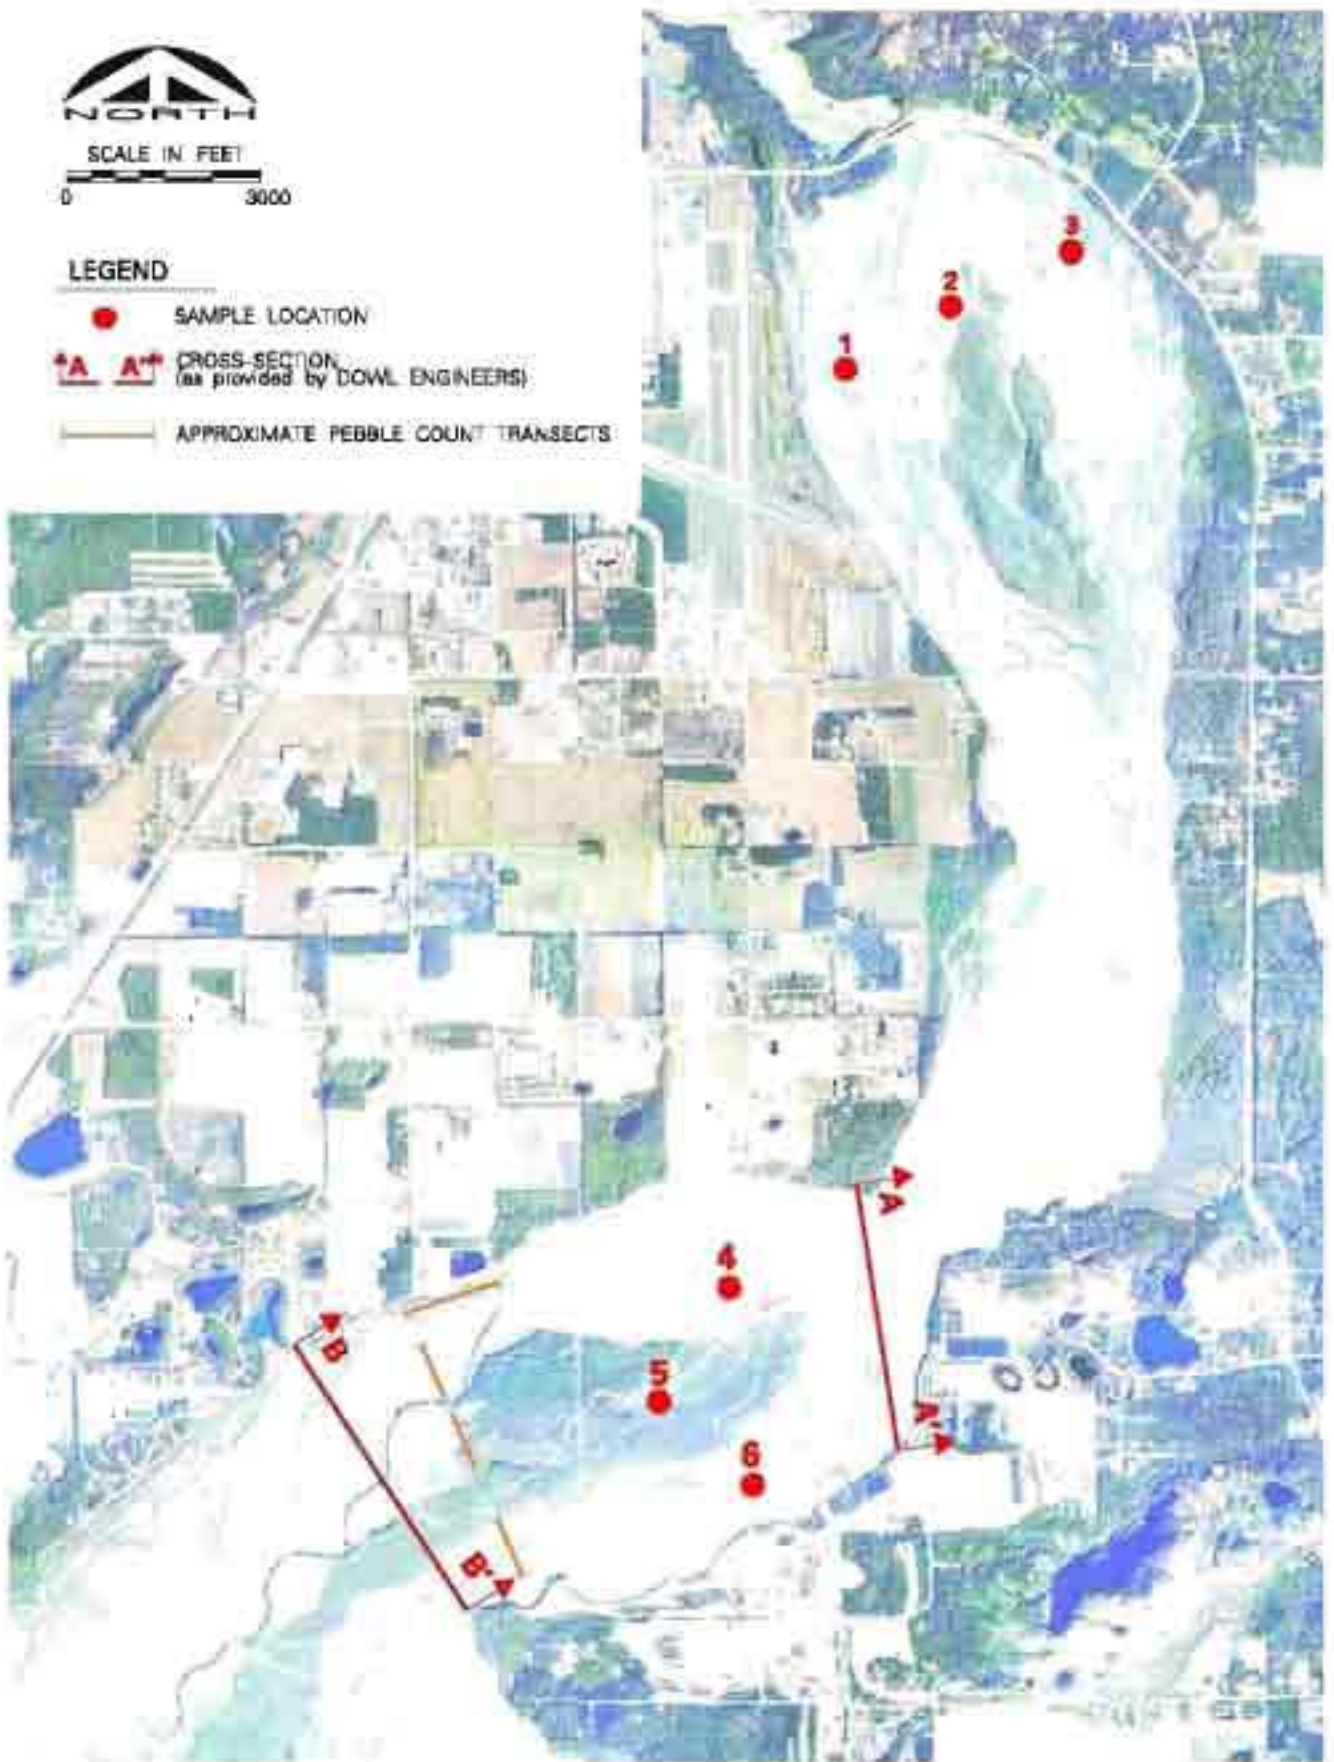 NORTH
SCALE IN FEET
0 3000
LEGEND
SAMPLE LOCATION
A A' CROSS-SECTION
(as provided by DOWL ENGINEERS)
APPROXIMATE PEBBLE COUNT TRANSECTS
3
2
1
A
4
B
5
A'
6
B'